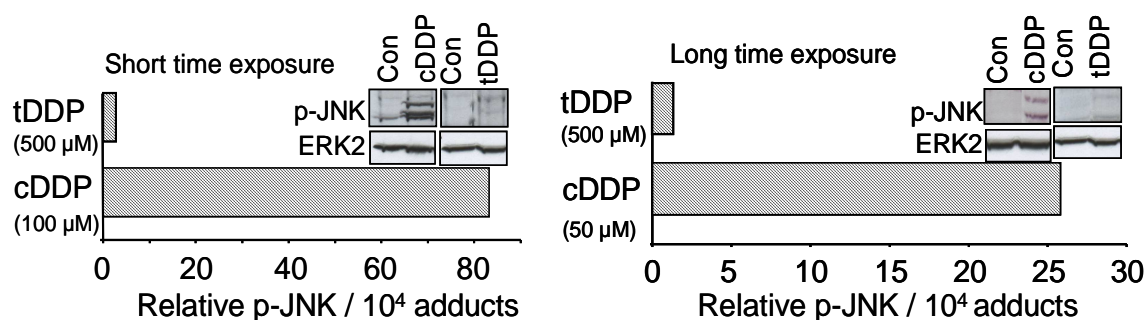 Short time exposure
Con
cDDP
Con
tDDP
p-JNK
ERK2
tDDP
(500 µM)
cDDP
(100 µM)
0 20 40 60 80
Relative p-JNK / 10⁴ adducts
Long time exposure
Con
cDDP
Con
tDDP
p-JNK
ERK2
tDDP
(500 µM)
cDDP
(50 µM)
0 5 10 15 20 25 30
Relative p-JNK / 10⁴ adducts